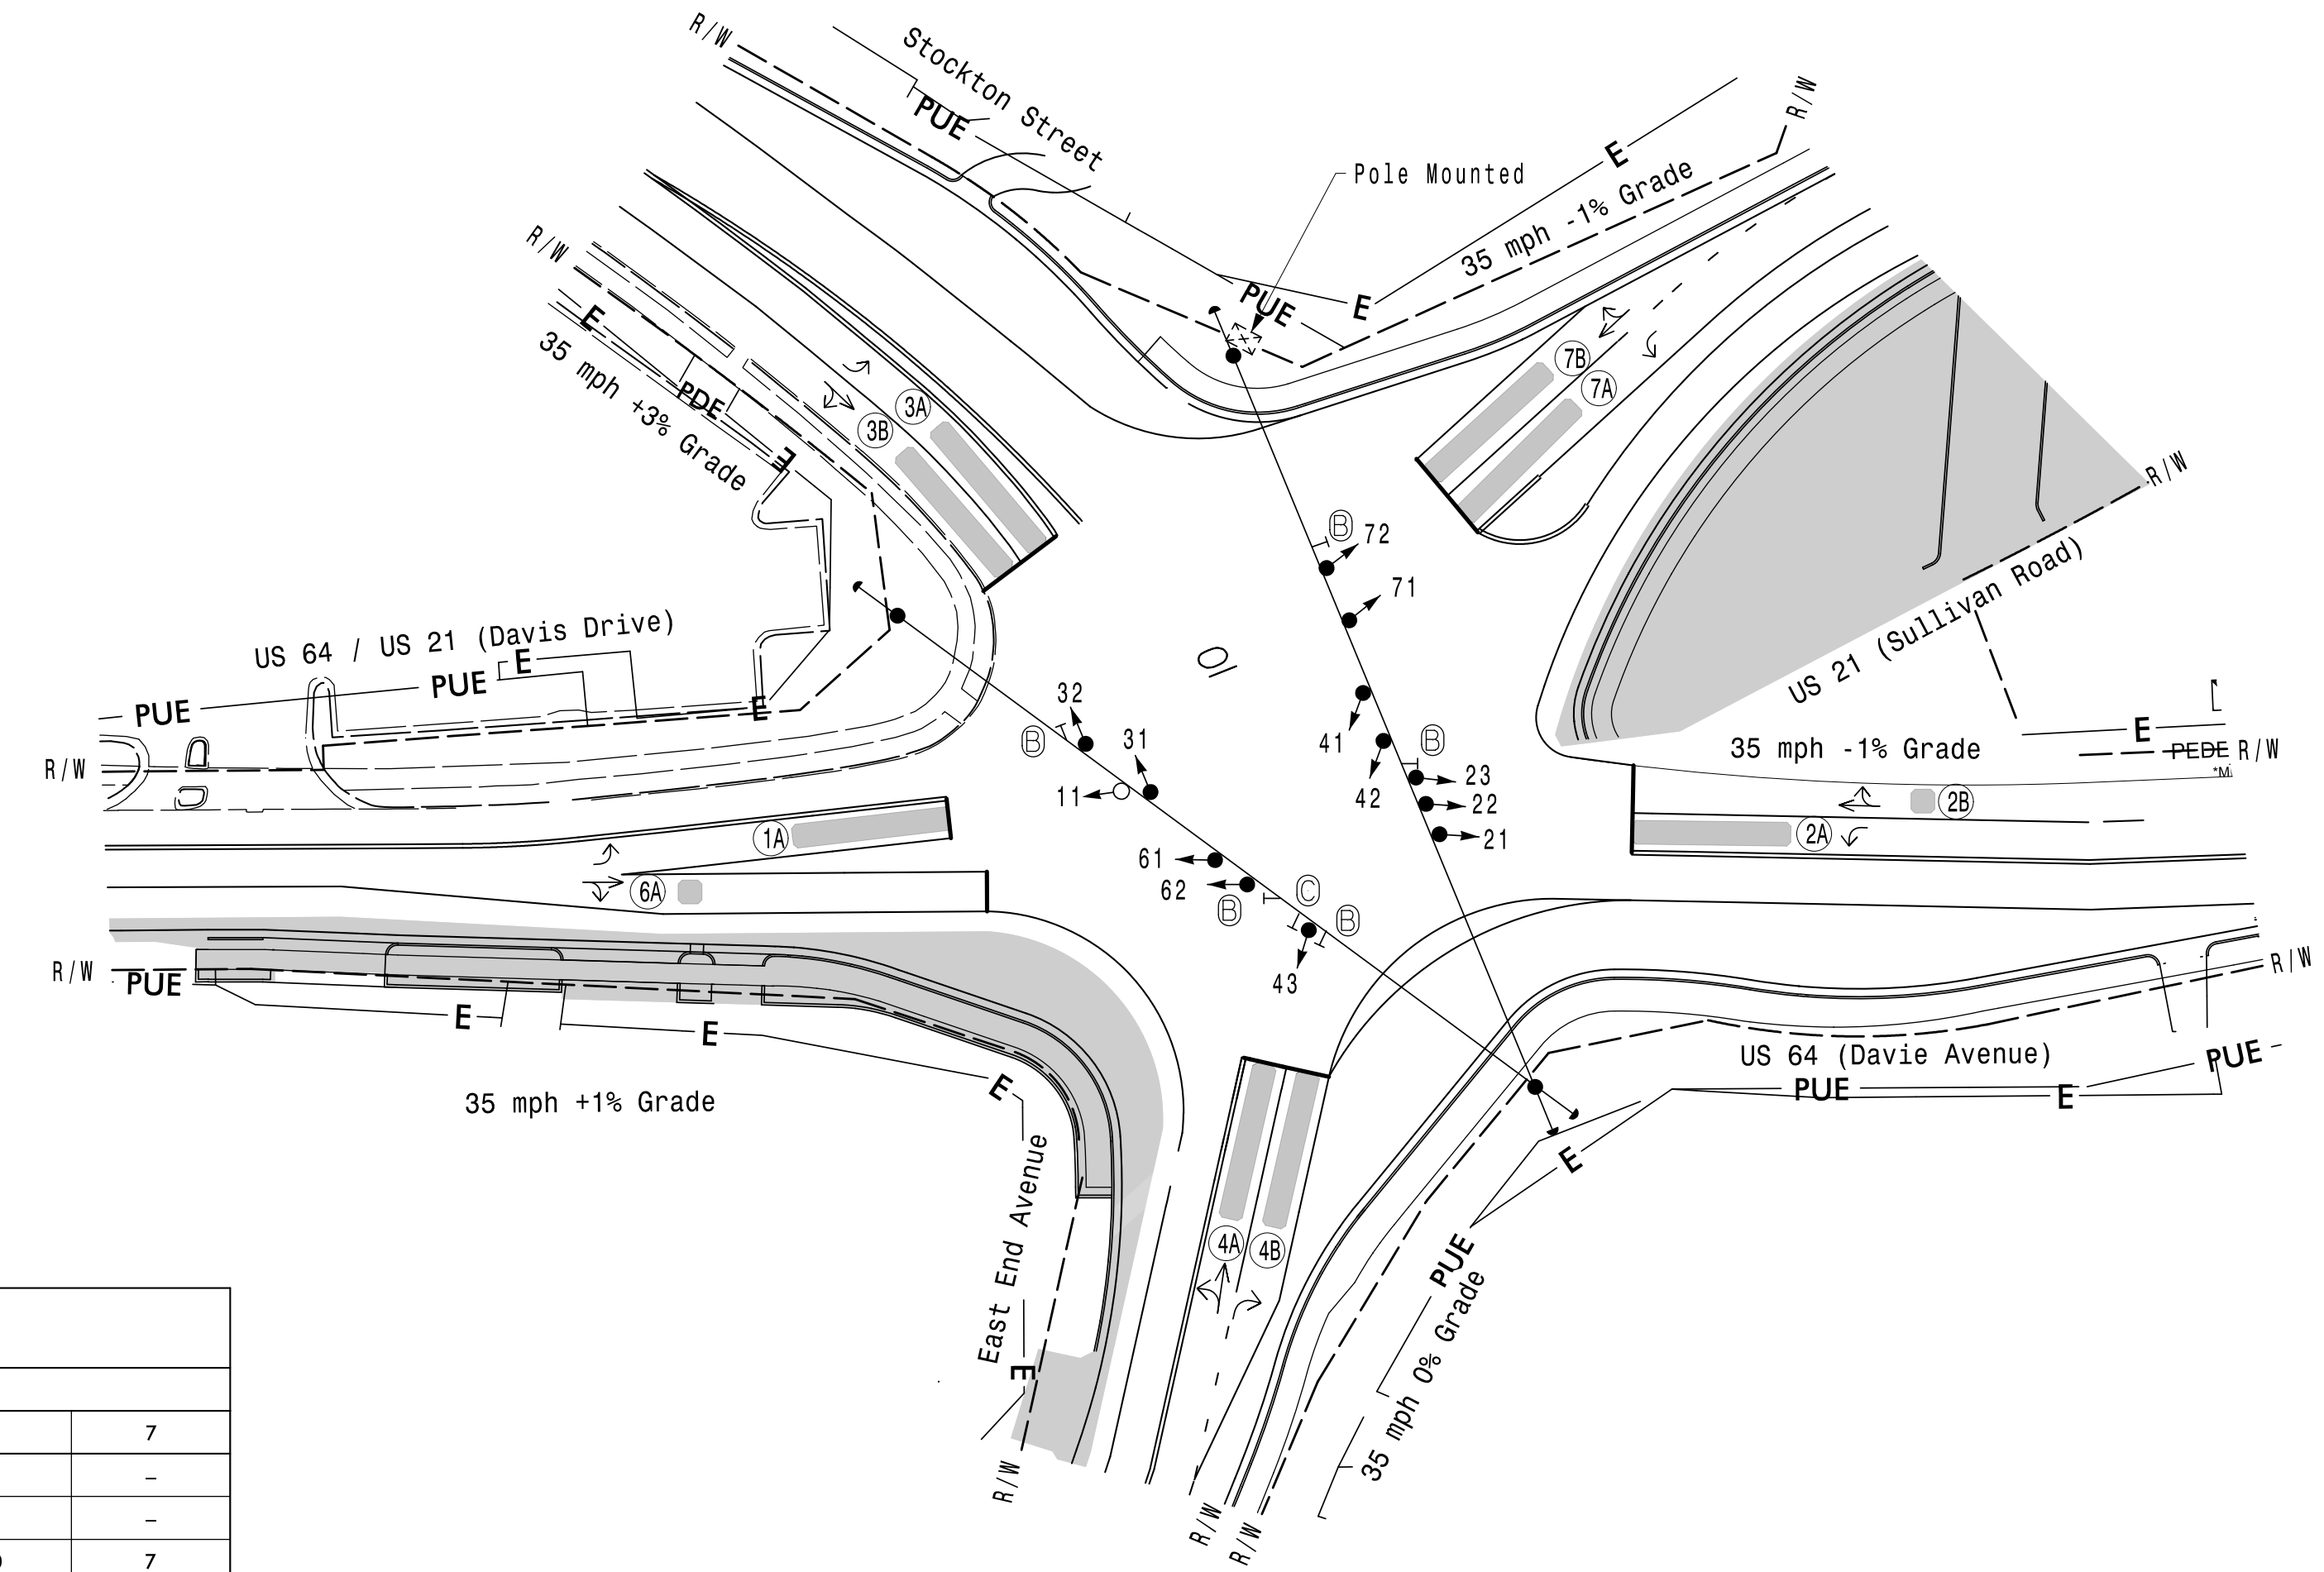 R/W
Stockton Street
PUE
Pole Mounted
E
R/W
35 mph -1% Grade
R/W
E
PUE
E
35 mph +3% Grade
PDE
E
3A
3B
7B
7A
R/W
US 21 (Sullivan Road)
B 72
71
US 64 / US 21 (Davis Drive)
E
PUE
PUE
E
32
B
31
11
41
B
42
23
22
21
35 mph -1% Grade
E
PEDE R/W
*M
R/W
1A
2B
2A
61
62
6A
B
C
B
43
R/W
PUE
E
E
R/W
US 64 (Davie Avenue)
PUE
PUE
E
35 mph +1% Grade
E
E
East End Avenue
4A
4B
PUE
35 mph 0% Grade
E
R/W
R/W
R/W
7
–
–
7